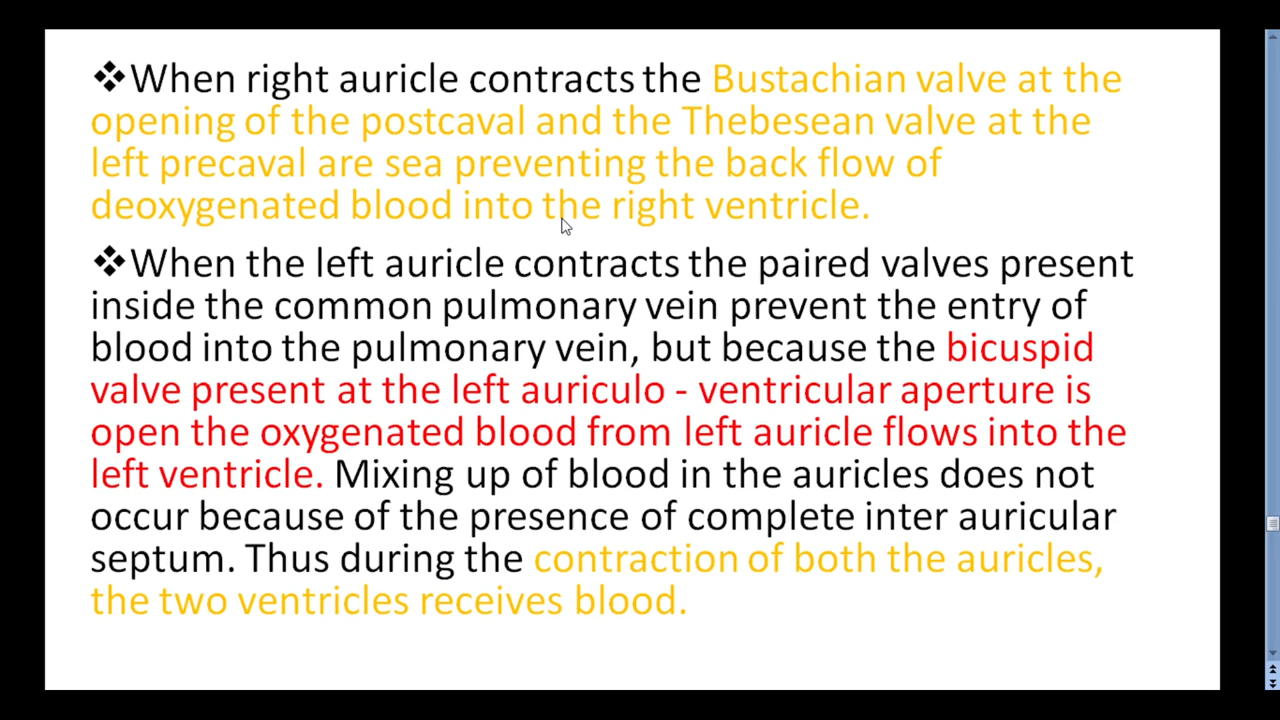 ❖When right auricle contracts the Bustachian valve at the
opening of the postcaval and the Thebesean valve at the
left precaval are sea preventing the back flow of
deoxygenated blood into the right ventricle.
❖When the left auricle contracts the paired valves present
inside the common pulmonary vein prevent the entry of
blood into the pulmonary vein, but because the bicuspid
valve present at the left auriculo - ventricular aperture is
open the oxygenated blood from left auricle flows into the
left ventricle. Mixing up of blood in the auricles does not
occur because of the presence of complete inter auricular
septum. Thus during the contraction of both the auricles,
the two ventricles receives blood.